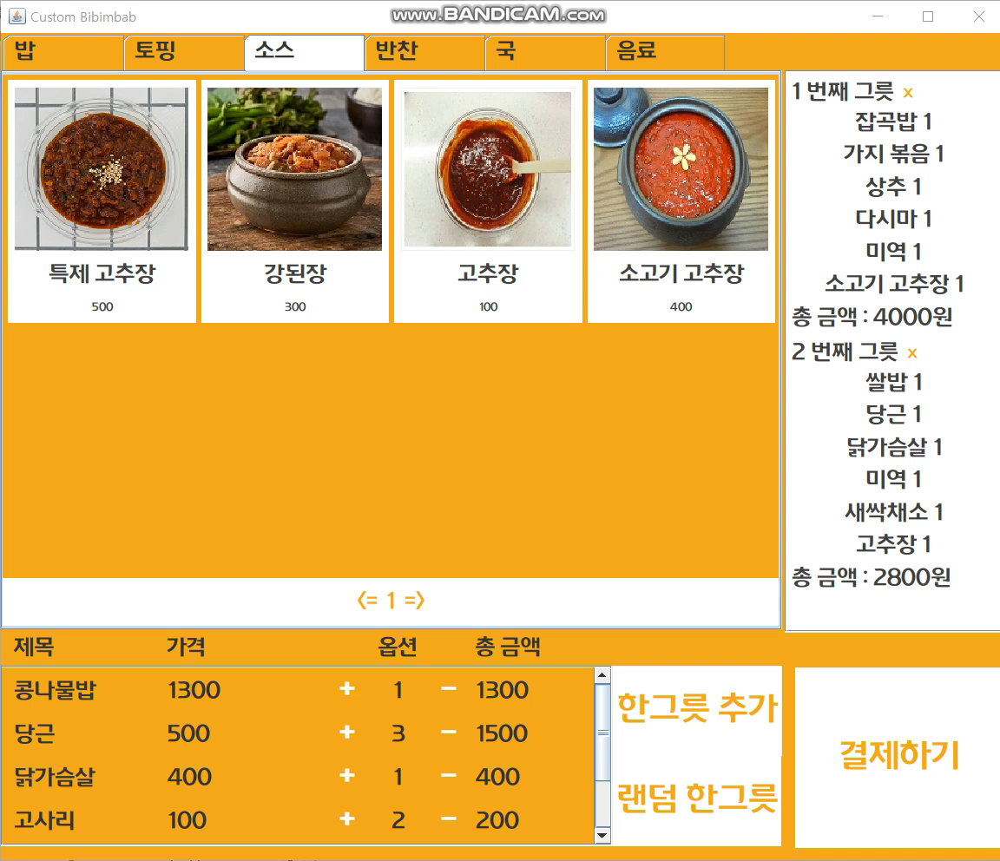 Custom Bibimbab
www.BANDICAM.com
밥 토핑 소스 반찬 국 음료
특제 고추장 강된장 고추장 소고기 고추장
500 300 100 400
<= 1 =>
1 번째 그릇 x
잡곡밥 1
가지 볶음 1
상추 1
다시마 1
미역 1
소고기 고추장 1
총 금액 : 4000원
2 번째 그릇 x
쌀밥 1
당근 1
닭가슴살 1
미역 1
새싹채소 1
고추장 1
총 금액 : 2800원
제목 가격 옵션 총 금액
콩나물밥 1300 + 1 - 1300
당근 500 + 3 - 1500
닭가슴살 400 + 1 - 400
고사리 100 + 2 - 200
한그릇 추가
랜덤 한그릇
결제하기